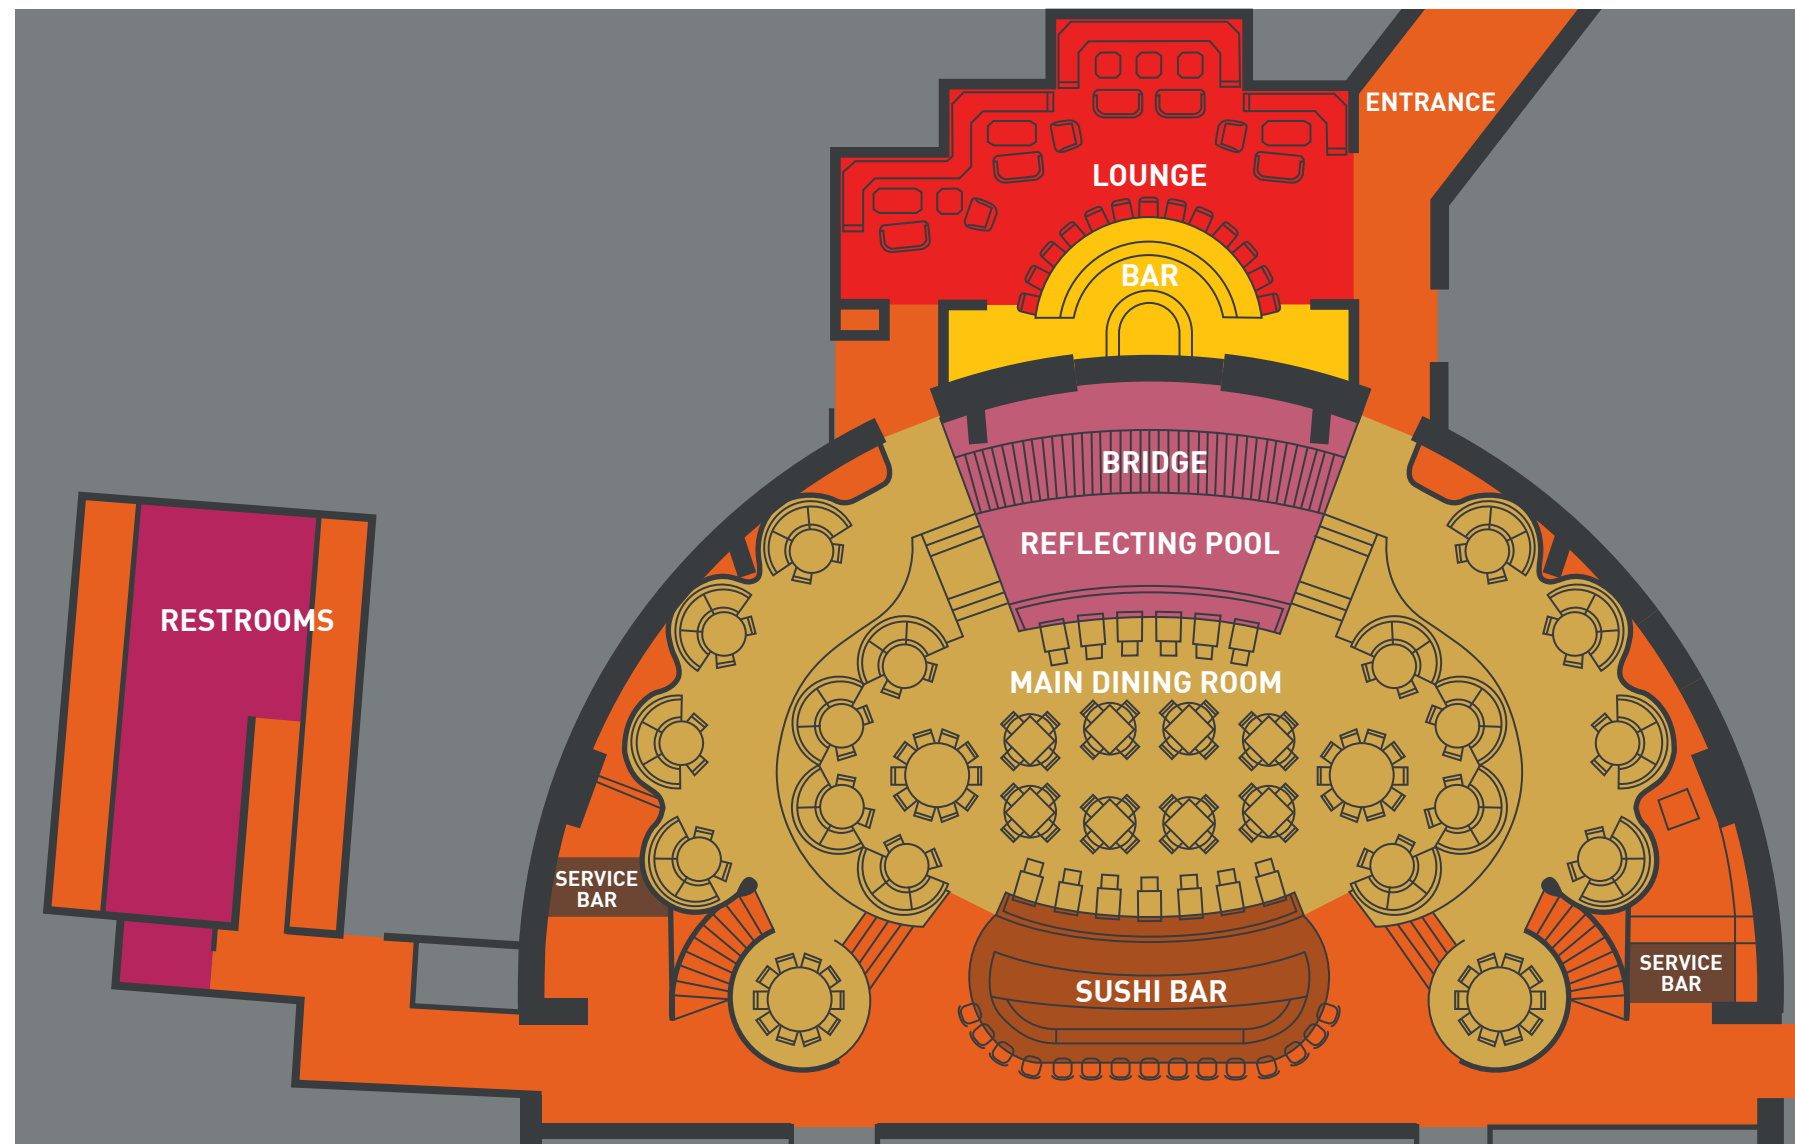 ENTRANCE
LOUNGE
BAR
BRIDGE
REFLECTING POOL
RESTROOMS
MAIN DINING ROOM
SERVICE
BAR
SUSHI BAR
SERVICE
BAR